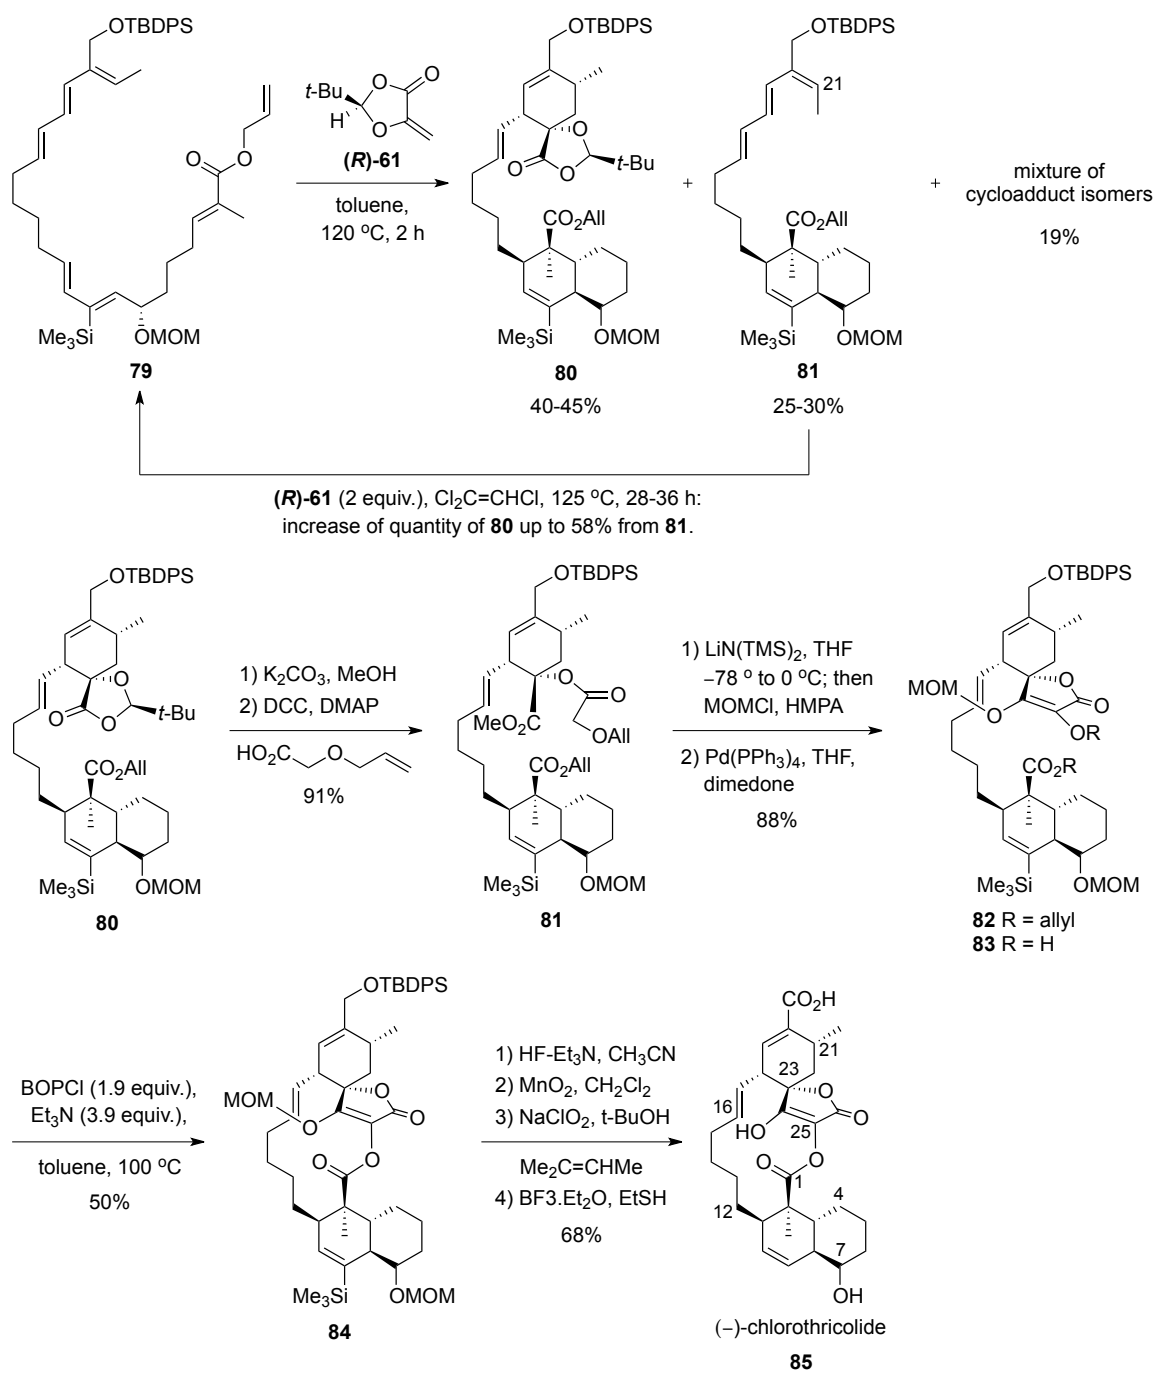 OTBDPS
t-Bu
H
O
O
O
(R)-61
toluene,
120 °C, 2 h
O
O
Me3Si
OMOM
79
OTBDPS
O
O
O
t-Bu
CO2All
Me3Si
OMOM
80
40-45%
+
OTBDPS
21
CO2All
Me3Si
OMOM
81
25-30%
+
mixture of
cycloadduct isomers
19%
(R)-61 (2 equiv.), Cl2C=CHCl, 125 °C, 28-36 h:
increase of quantity of 80 up to 58% from 81.
OTBDPS
O
O
O
t-Bu
CO2All
Me3Si
OMOM
80
1) K2CO3, MeOH
2) DCC, DMAP
HO2C
O
91%
OTBDPS
O
O
MeO2C
OAll
CO2All
Me3Si
OMOM
81
1) LiN(TMS)2, THF
−78 ° to 0 °C; then
MOMCl, HMPA
2) Pd(PPh3)4, THF,
dimedone
88%
OTBDPS
MOM
O
O
O
OR
CO2R
Me3Si
OMOM
82 R = allyl
83 R = H
BOPCl (1.9 equiv.),
Et3N (3.9 equiv.),
toluene, 100 °C
50%
OTBDPS
MOM
O
O
O
O
O
Me3Si
OMOM
84
1) HF-Et3N, CH3CN
2) MnO2, CH2Cl2
3) NaClO2, t-BuOH
Me2C=CHMe
4) BF3.Et2O, EtSH
68%
CO2H
21
23
O
O
16
HO
25
O
O
1
4
12
7
OH
(−)-chlorothricolide
85